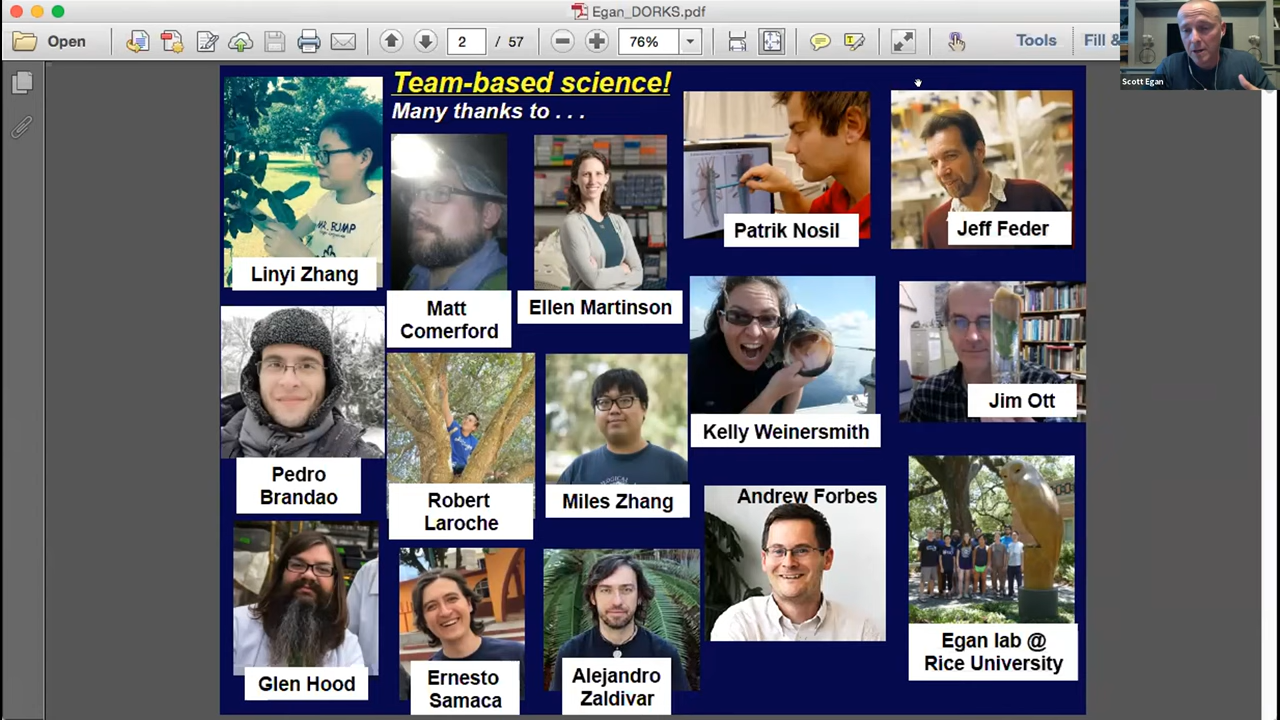 Egan_DORKS.pdf
Open
2 / 57
76%
Tools
Fill &
Scott Egan
Team-based science!
Many thanks to . . .
Linyi Zhang
Matt
Comerford
Ellen Martinson
Patrik Nosil
Jeff Feder
Pedro
Brandao
Robert
Laroche
Miles Zhang
Kelly Weinersmith
Jim Ott
Glen Hood
Ernesto
Samaca
Alejandro
Zaldivar
Andrew Forbes
Egan lab @
Rice University